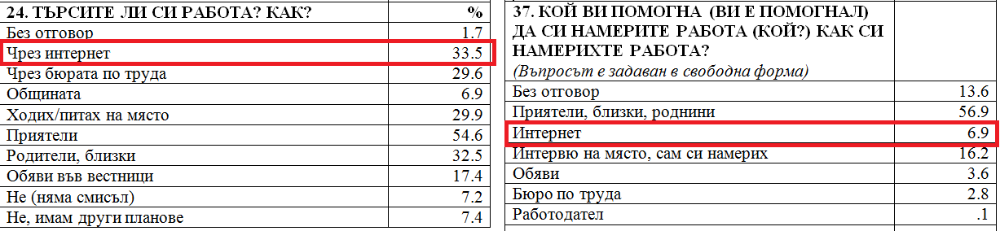 24. ТЪРСИТЕ ЛИ СИ РАБОТА? КАК? %
Без отговор 1.7
Чрез интернет 33.5
Чрез бюрата по труда 29.6
Общината 6.9
Ходих/питах на място 29.9
Приятели 54.6
Родители, близки 32.5
Обяви във вестници 17.4
Не (няма смисъл) 7.2
Не, имам други планове 7.4
37. КОЙ ВИ ПОМОГНА (ВИ Е ПОМОГНАЛ)
ДА СИ НАМЕРИТЕ РАБОТА (КОЙ?) КАК СИ
НАМЕРИХТЕ РАБОТА?
(Въпросът е задаван в свободна форма)
Без отговор 13.6
Приятели, близки, роднини 56.9
Интернет 6.9
Интервю на място, сам си намерих 16.2
Обяви 3.6
Бюро по труда 2.8
Работодател .1